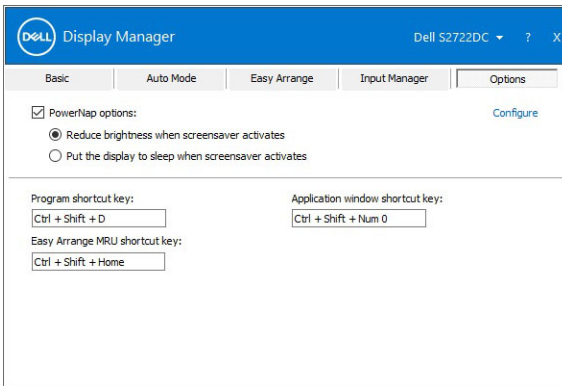 DELL Display Manager Dell S2722DC ? X
Basic Auto Mode Easy Arrange Input Manager Options
PowerNap options: Configure
Reduce brightness when screensaver activates
Put the display to sleep when screensaver activates
Program shortcut key: Application window shortcut key:
Ctrl + Shift + D Ctrl + Shift + Num 0
Easy Arrange MRU shortcut key:
Ctrl + Shift + Home